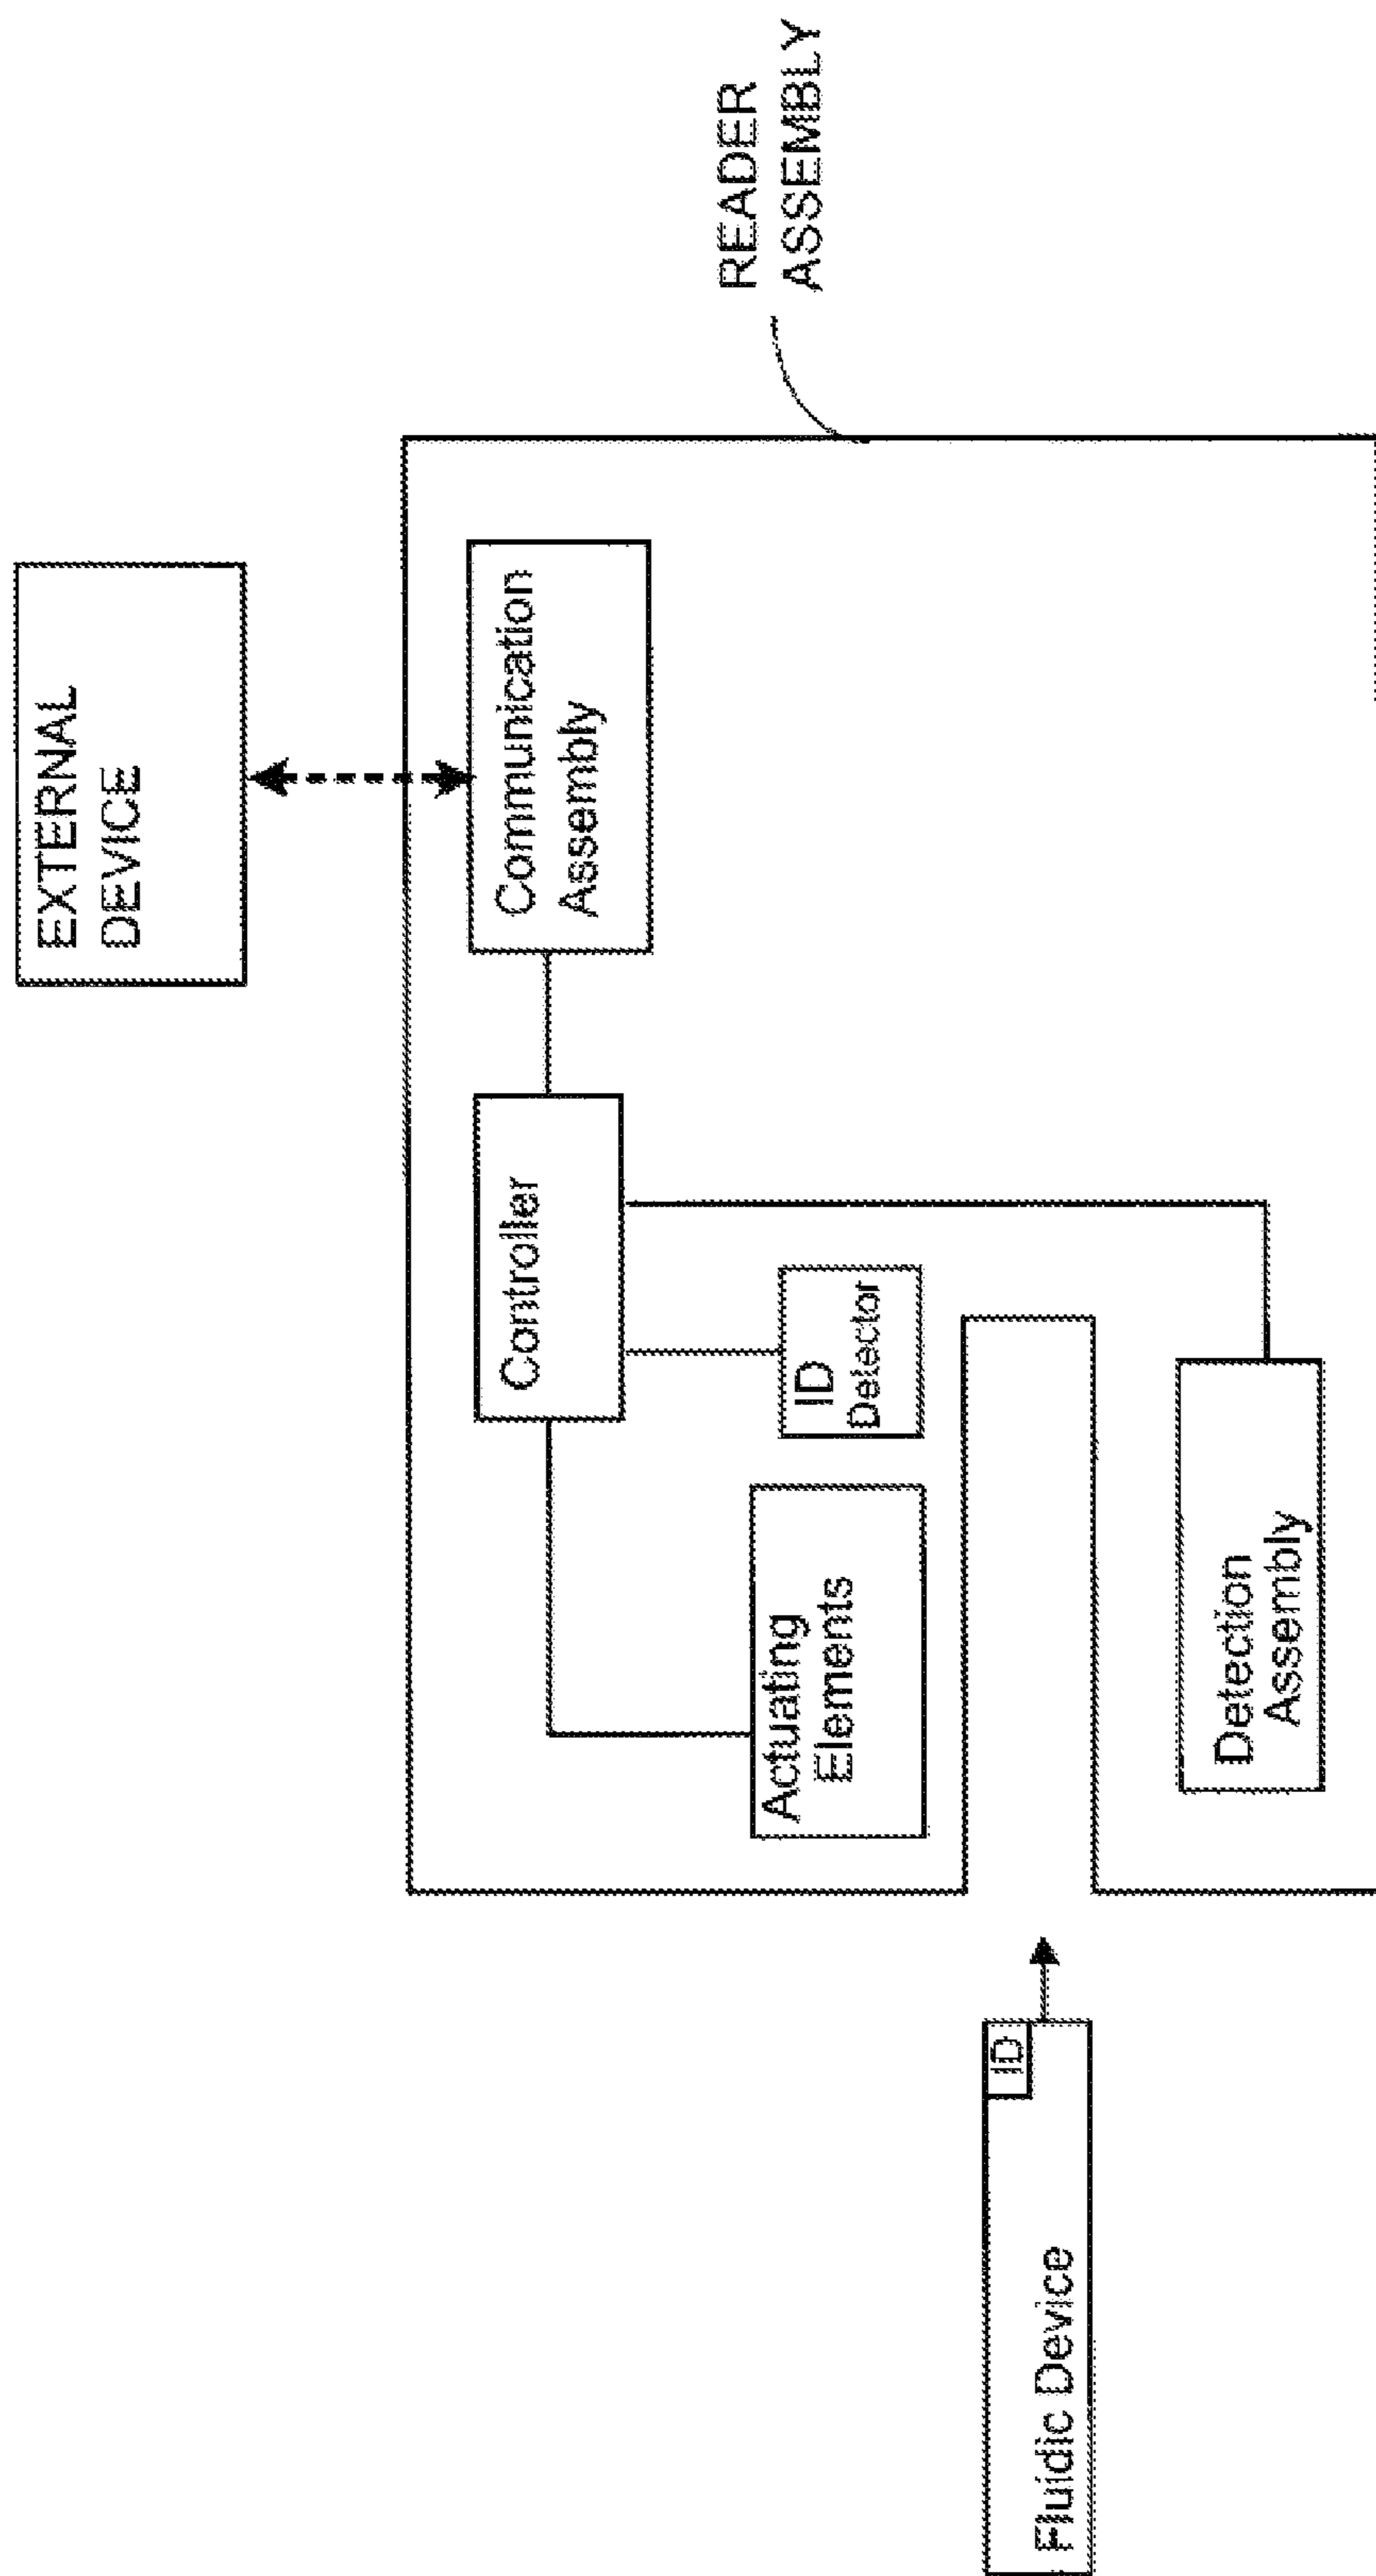 EXTERNAL
DEVICE
READER
ASSEMBLY
Communication
Assembly
Controller
ID
Detector
Actuating
Elements
Detection
Assembly
ID
Fluidic Device